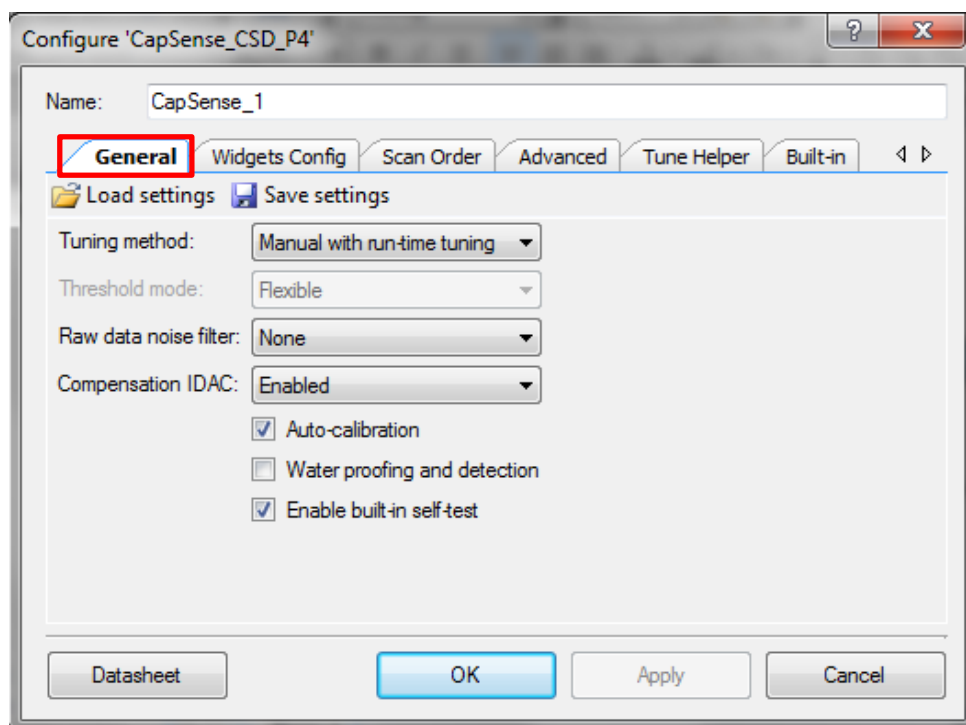 Configure 'CapSense_CSD_P4'
Name: CapSense_1
General Widgets Config Scan Order Advanced Tune Helper Built-in
Load settings Save settings
Tuning method: Manual with run-time tuning
Threshold mode: Flexible
Raw data noise filter: None
Compensation IDAC: Enabled
Auto-calibration
Water proofing and detection
Enable built-in self-test
Datasheet OK Apply Cancel